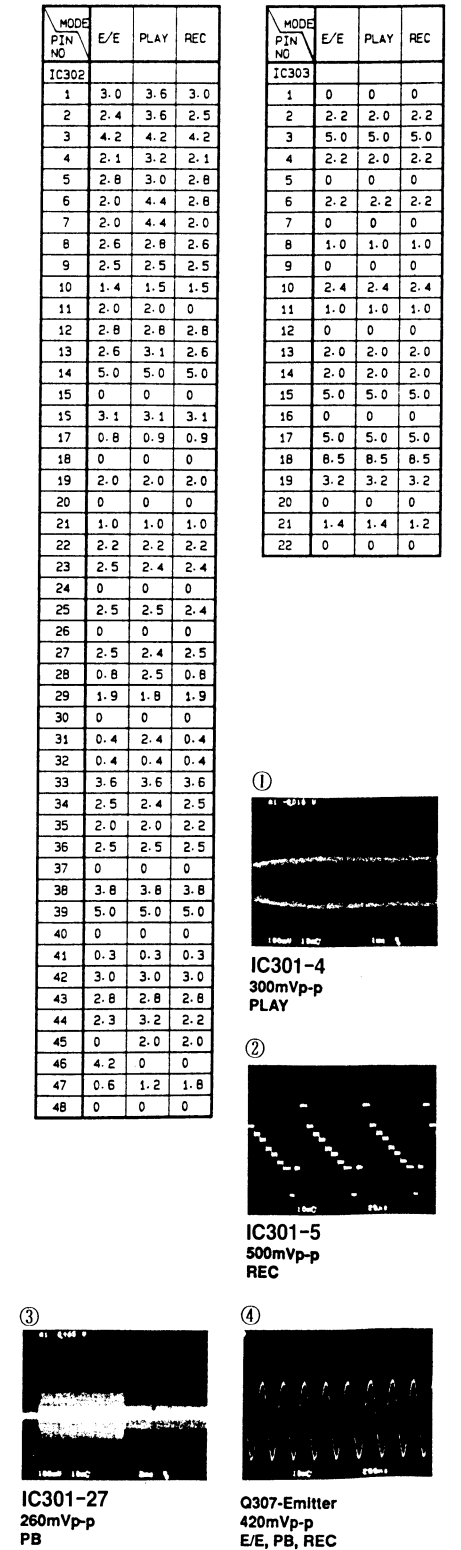 MODE
PIN NO E/E PLAY REC
IC302
1 3.0 3.6 3.0
2 2.4 3.6 2.5
3 4.2 4.2 4.2
4 2.1 3.2 2.1
5 2.8 3.0 2.8
6 2.0 4.4 2.8
7 2.0 4.4 2.0
8 2.6 2.8 2.6
9 2.5 2.5 2.5
10 1.4 1.5 1.5
11 2.0 2.0 0
12 2.8 2.8 2.8
13 2.6 3.1 2.6
14 5.0 5.0 5.0
15 0 0 0
15 3.1 3.1 3.1
17 0.8 0.9 0.9
18 0 0 0
19 2.0 2.0 2.0
20 0 0 0
21 1.0 1.0 1.0
22 2.2 2.2 2.2
23 2.5 2.4 2.4
24 0 0 0
25 2.5 2.5 2.4
26 0 0 0
27 2.5 2.4 2.5
28 0.8 2.5 0.8
29 1.9 1.8 1.9
30 0 0 0
31 0.4 2.4 0.4
32 0.4 0.4 0.4
33 3.6 3.6 3.6
34 2.5 2.4 2.5
35 2.0 2.0 2.2
36 2.5 2.5 2.5
37 0 0 0
38 3.8 3.8 3.8
39 5.0 5.0 5.0
40 0 0 0
41 0.3 0.3 0.3
42 3.0 3.0 3.0
43 2.8 2.8 2.8
44 2.3 3.2 2.2
45 0 2.0 2.0
46 4.2 0 0
47 0.6 1.2 1.8
48 0 0 0
MODE
PIN NO E/E PLAY REC
IC303
1 0 0 0
2 2.2 2.0 2.2
3 5.0 5.0 5.0
4 2.2 2.0 2.2
5 0 0 0
6 2.2 2.2 2.2
7 0 0 0
8 1.0 1.0 1.0
9 0 0 0
10 2.4 2.4 2.4
11 1.0 1.0 1.0
12 0 0 0
13 2.0 2.0 2.0
14 2.0 2.0 2.0
15 5.0 5.0 5.0
16 0 0 0
17 5.0 5.0 5.0
18 8.5 8.5 8.5
19 3.2 3.2 3.2
20 0 0 0
21 1.4 1.4 1.2
22 0 0 0
①
100mV 10:1
IC301-4
300mVp-p
PLAY
②
IC301-5
500mVp-p
REC
③
IC301-27
260mVp-p
PB
④
Q307-Emitter
420mVp-p
E/E, PB, REC